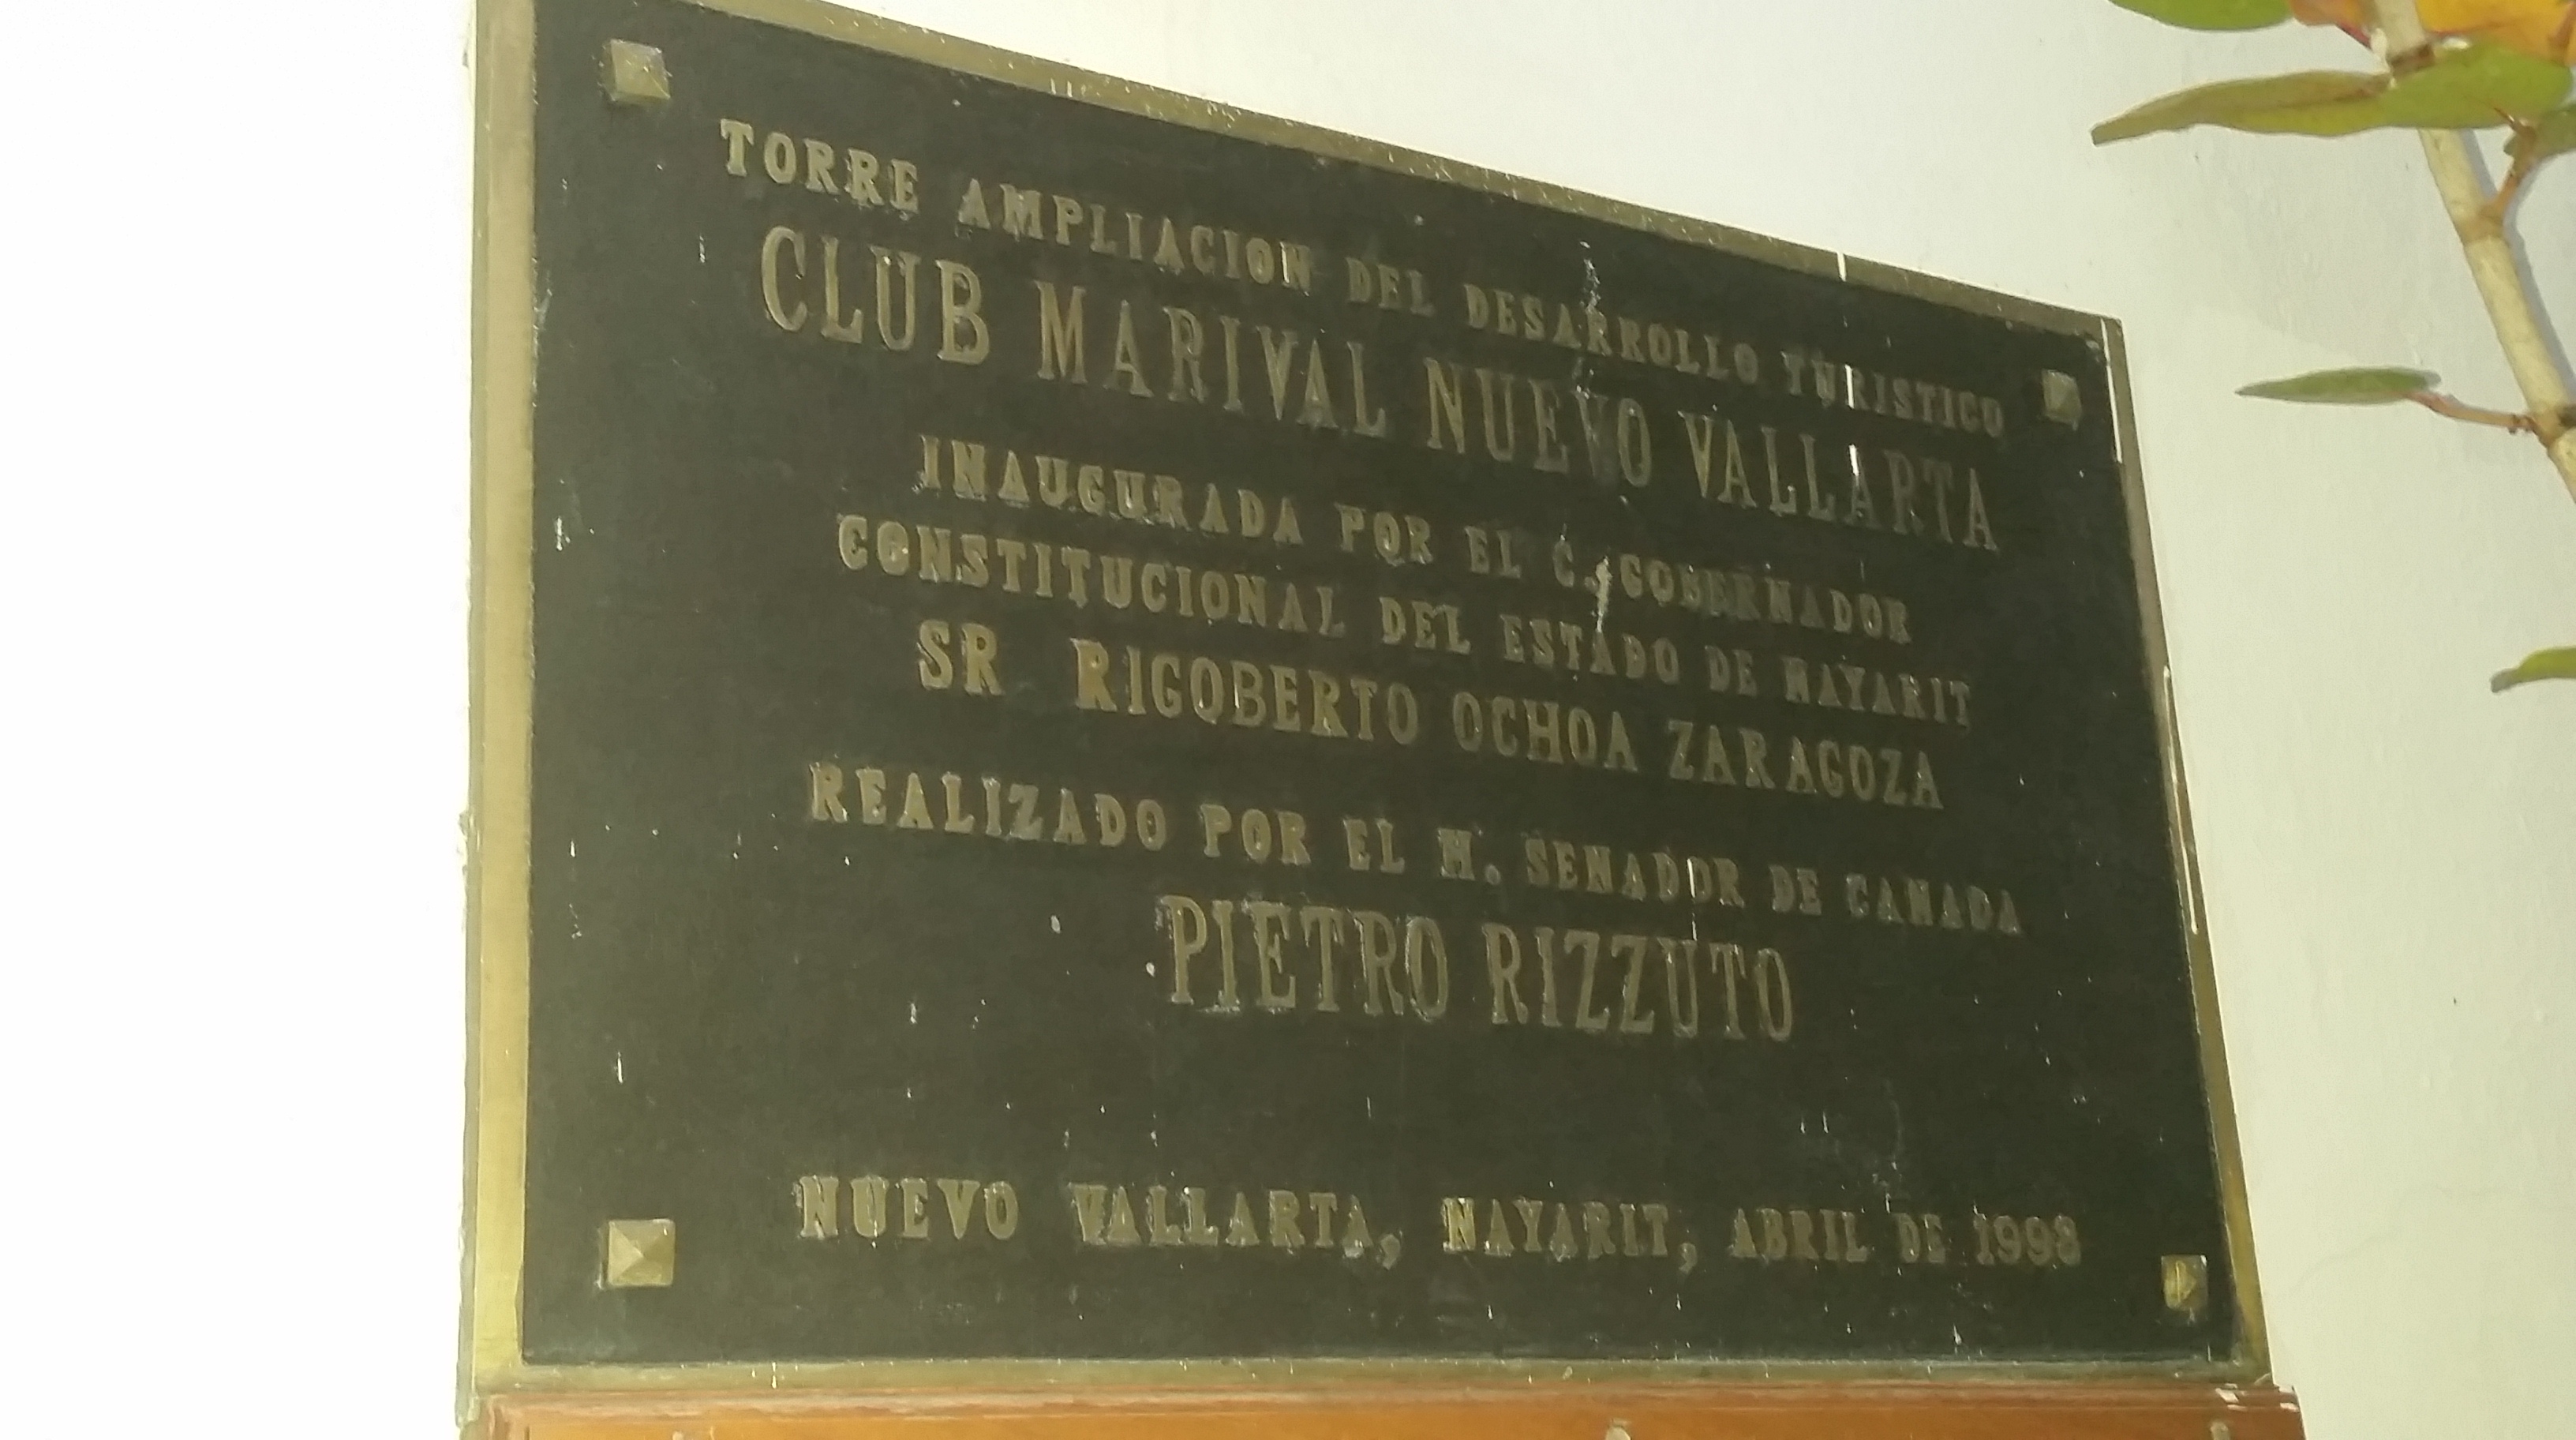 TORRE AMPLIACION DEL DESARROLLO TURISTICO
CLUB MARIVAL NUEVO VALLARTA
INAUGURADA POR EL C. GOBERNADOR
CONSTITUCIONAL DEL ESTADO DE NAYARIT
SR RIGOBERTO OCHOA ZARAGOZA
REALIZADO POR EL H. SENADOR DE CANADA
PIETRO RIZZUTO
NUEVO VALLARTA, NAYARIT, ABRIL DE 1998